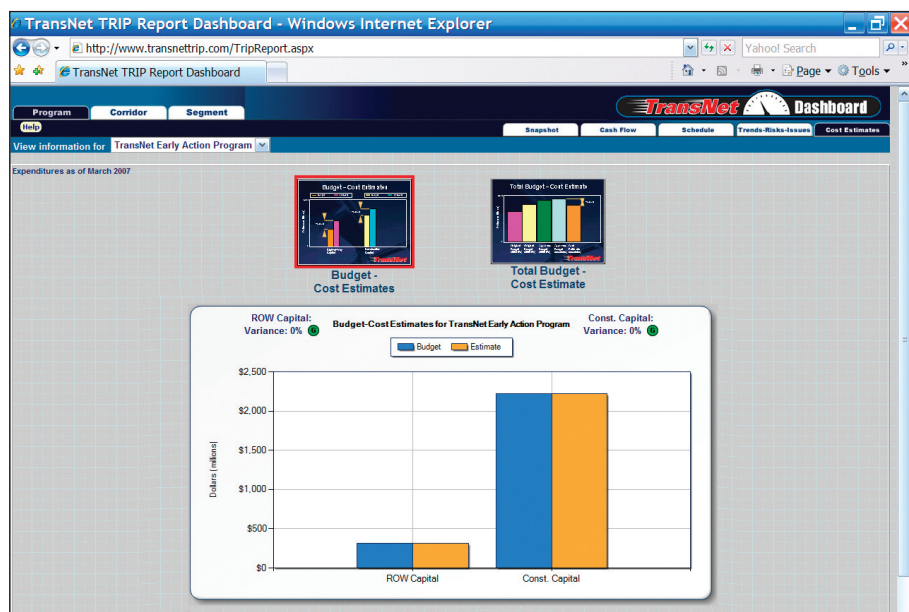 TransNet TRIP Report Dashboard - Windows Internet Explorer
http://www.transnettrip.com/TripReport.aspx
Yahoo! Search
TransNet TRIP Report Dashboard
Page
Tools
TransNet Dashboard
Program Corridor Segment
Help
Snapshot Cash Flow Schedule Trends-Risks-Issues Cost Estimates
View information for TransNet Early Action Program
Expenditures as of March 2007
Budget - Cost Estimates
Total Budget - Cost Estimate
TransNet
TransNet
Budget -
Cost Estimates
Total Budget -
Cost Estimate
ROW Capital:
Variance: 0% G
Budget-Cost Estimates for TransNet Early Action Program
Const. Capital:
Variance: 0% G
Budget Estimate
$2,500
$2,000
$1,500
$1,000
$500
$0
Dollars (millions)
ROW Capital Const. Capital